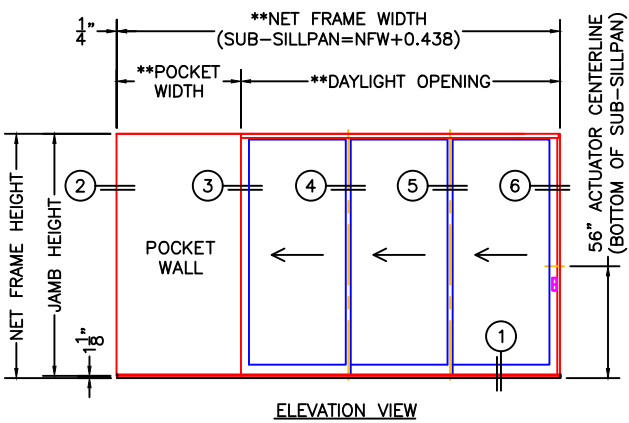 **NET FRAME WIDTH
(SUB-SILLPAN=NFW+0.438)
1/4"
**POCKET
WIDTH
**DAYLIGHT OPENING
56" ACTUATOR CENTERLINE
(BOTTOM OF SUB-SILLPAN)
NET FRAME HEIGHT
JAMB HEIGHT
2
3
4
5
6
POCKET
WALL
1
1/8"
ELEVATION VIEW